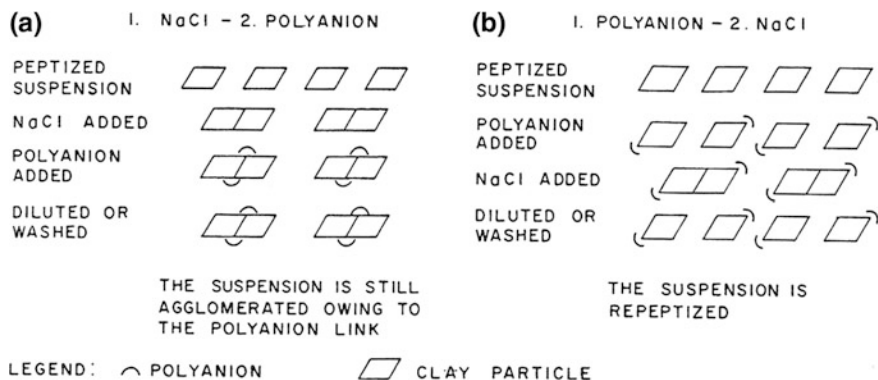 (a) 1. NaCl – 2. POLYANION
PEPTIZED
SUSPENSION
NaCl ADDED
POLYANION
ADDED
DILUTED OR
WASHED
THE SUSPENSION IS STILL
AGGLOMERATED OWING TO
THE POLYANION LINK
(b) 1. POLYANION – 2. NaCl
PEPTIZED
SUSPENSION
POLYANION
ADDED
NaCl ADDED
DILUTED OR
WASHED
THE SUSPENSION IS
REPEPTIZED
LEGEND: POLYANION CLAY PARTICLE